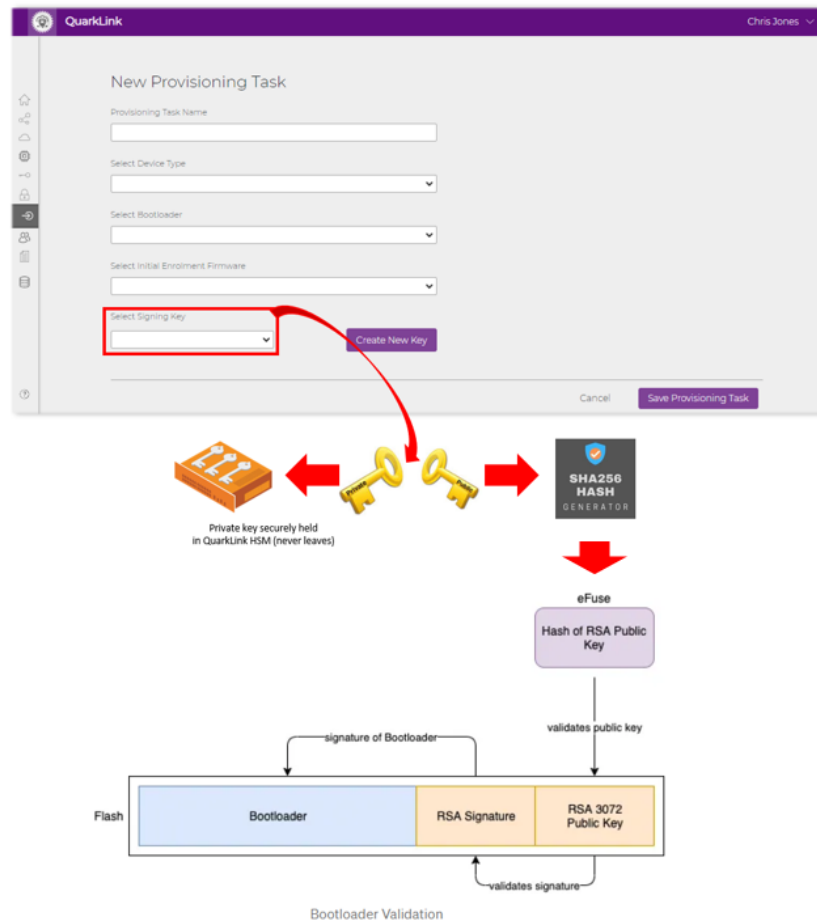 QuarkLink
Chris Jones
New Provisioning Task
Provisioning Task Name
Select Device Type
Select Bootloader
Select Initial Enrolment Firmware
Select Signing Key
Create New Key
Cancel
Save Provisioning Task
Private
Public
SHA256
HASH
GENERATOR
Private key securely held
in QuarkLink HSM (never leaves)
eFuse
Hash of RSA Public
Key
validates public key
signature of Bootloader
Flash
Bootloader
RSA Signature
RSA 3072
Public Key
validates signature
Bootloader Validation